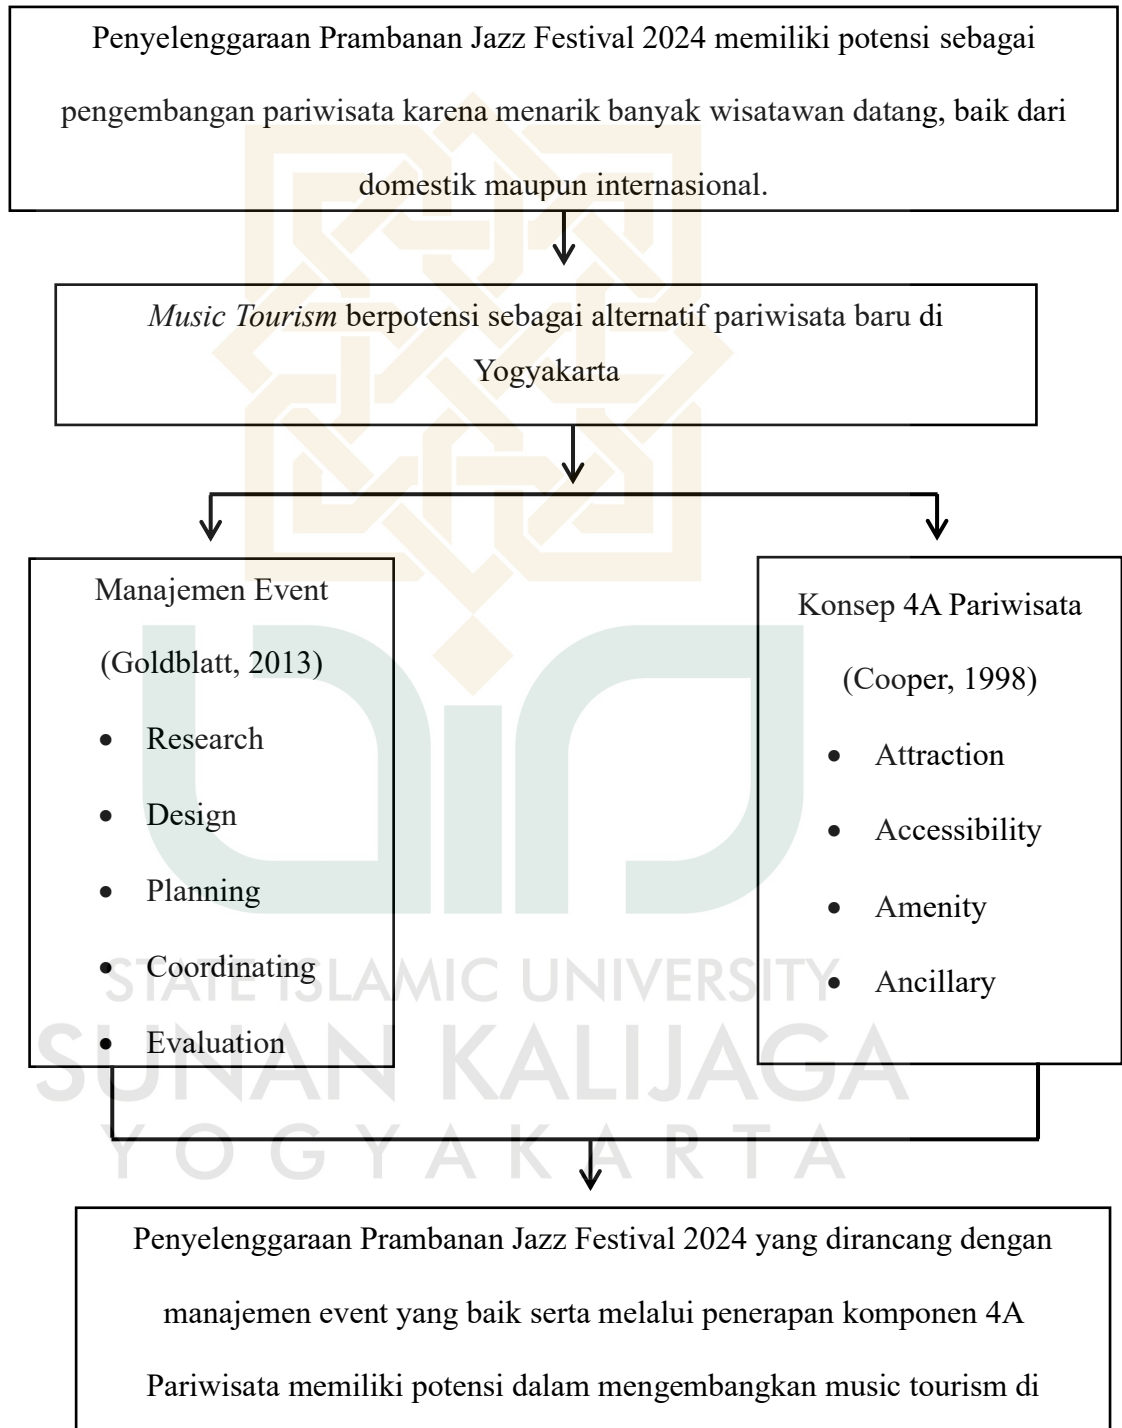 Penyelenggaraan Prambanan Jazz Festival 2024 memiliki potensi sebagai
pengembangan pariwisata karena menarik banyak wisatawan datang, baik dari
domestik maupun internasional.
Music Tourism berpotensi sebagai alternatif pariwisata baru di
Yogyakarta
Manajemen Event
(Goldblatt, 2013)
• Research
• Design
• Planning
• Coordinating
• Evaluation
Konsep 4A Pariwisata
(Cooper, 1998)
• Attraction
• Accessibility
• Amenity
• Ancillary
STATE ISLAMIC UNIVERSITY
SUNAN KALIJAGA
YOGYAKARTA
Penyelenggaraan Prambanan Jazz Festival 2024 yang dirancang dengan
manajemen event yang baik serta melalui penerapan komponen 4A
Pariwisata memiliki potensi dalam mengembangkan music tourism di